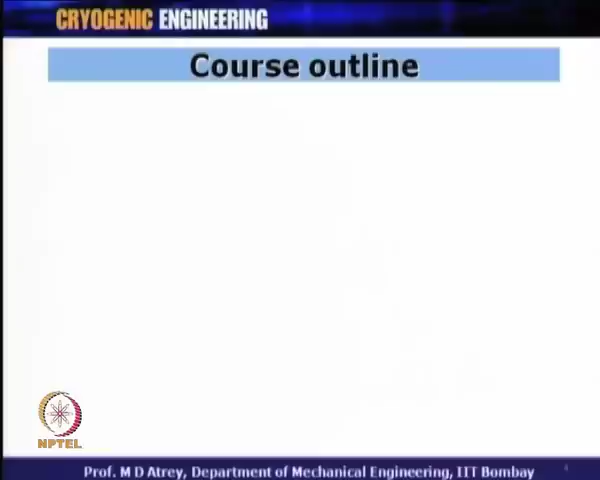 CRYOGENIC ENGINEERING
Course outline
NPTEL
Prof. M D Atrey, Department of Mechanical Engineering, IIT Bombay